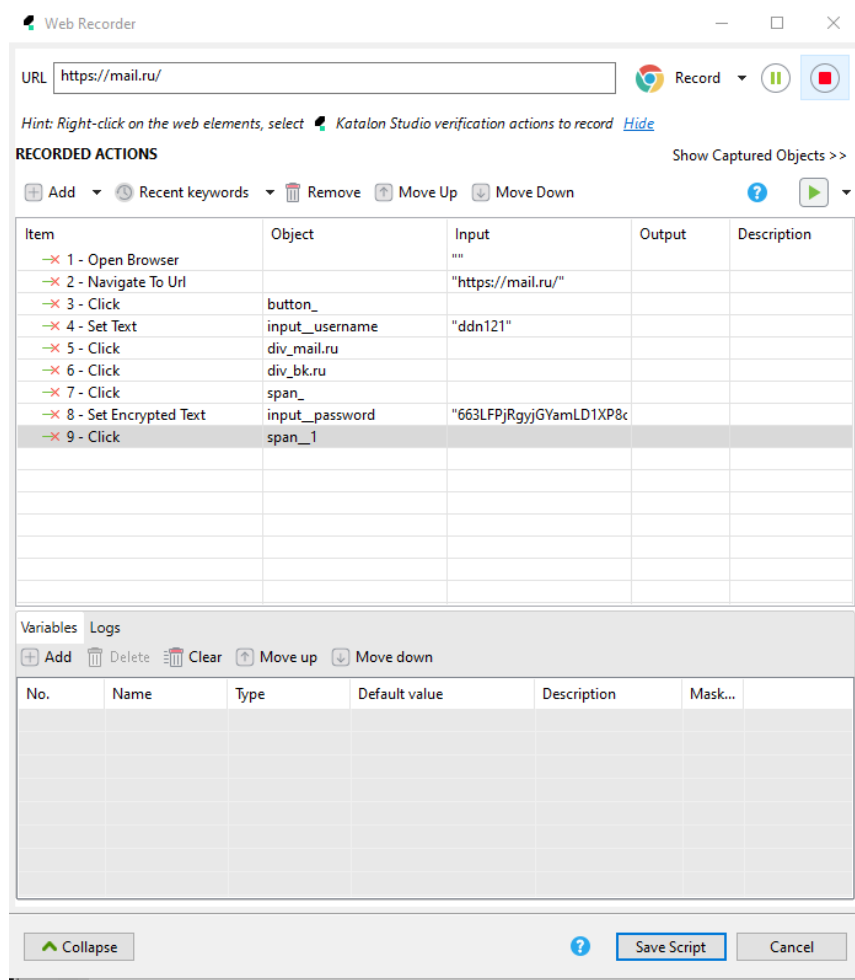 Web Recorder
URL https://mail.ru/ Record
Hint: Right-click on the web elements, select Katalon Studio verification actions to record Hide
RECORDED ACTIONS Show Captured Objects >>
Add Recent keywords Remove Move Up Move Down
Item Object Input Output Description
1 - Open Browser ""
2 - Navigate To Url "https://mail.ru/"
3 - Click button_
4 - Set Text input__username "ddn121"
5 - Click div_mail.ru
6 - Click div_bk.ru
7 - Click span_
8 - Set Encrypted Text input__password "663LFPjRgyjGYamLD1XP8c
9 - Click span__1
Variables Logs
Add Delete Clear Move up Move down
No. Name Type Default value Description Mask...
Collapse Save Script Cancel